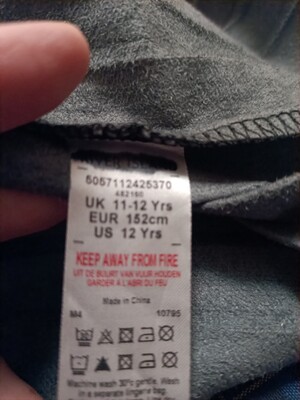 5057112425370
482160
UK 11-12 Yrs
EUR 152cm
US 12 Yrs
KEEP AWAY FROM FIRE
UIT DE BUURT VAN VUUR HOUDEN
GARDER À L'ABRI DU FEU
Made in China
M4 10795
Machine wash 30°c gentle. Wash
in a separate lingerie bag.